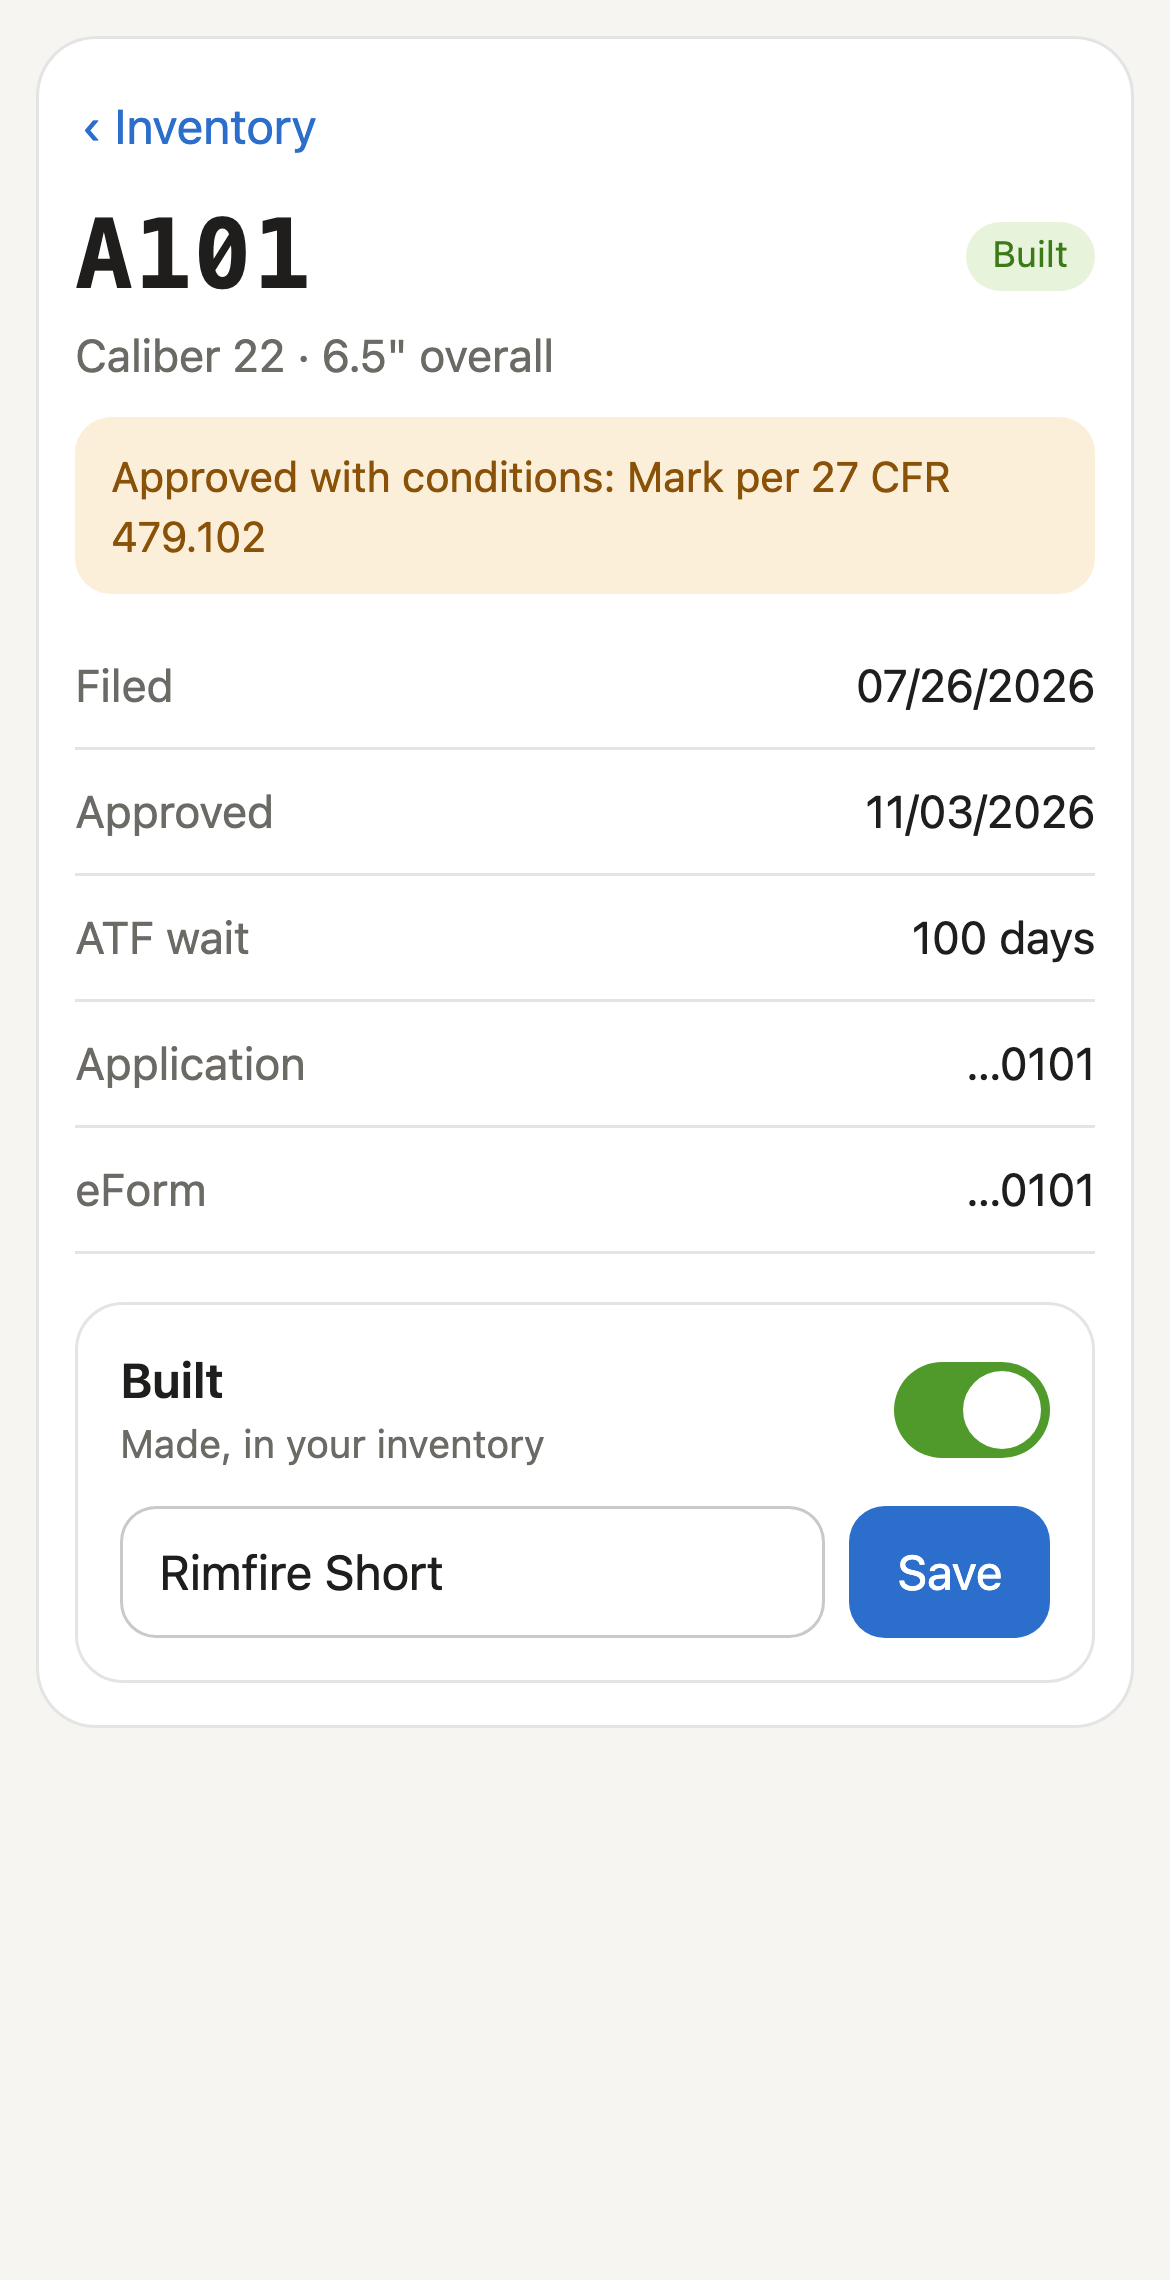 ‹ Inventory
A101
Built
Caliber 22 · 6.5" overall
Approved with conditions: Mark per 27 CFR
479.102
Filed 07/26/2026
Approved 11/03/2026
ATF wait 100 days
Application ...0101
eForm ...0101
Built
Made, in your inventory
Rimfire Short Save